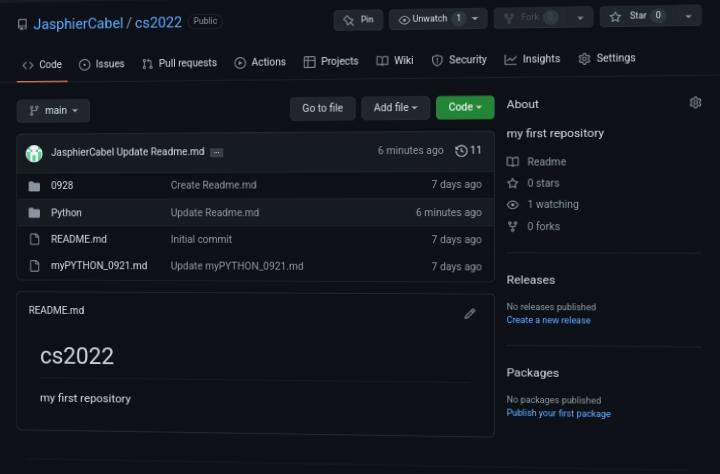 JasphierCabel / cs2022 Public
Pin Unwatch 1 Fork 0 Star 0
Code Issues Pull requests Actions Projects Wiki Security Insights Settings
main Go to file Add file Code
JasphierCabel Update Readme.md ... 6 minutes ago 11
0928 Create Readme.md 7 days ago
Python Update Readme.md 6 minutes ago
README.md Initial commit 7 days ago
myPYTHON_0921.md Update myPYTHON_0921.md 7 days ago
README.md
cs2022
my first repository
About
my first repository
Readme
0 stars
1 watching
0 forks
Releases
No releases published
Create a new release
Packages
No packages published
Publish your first package